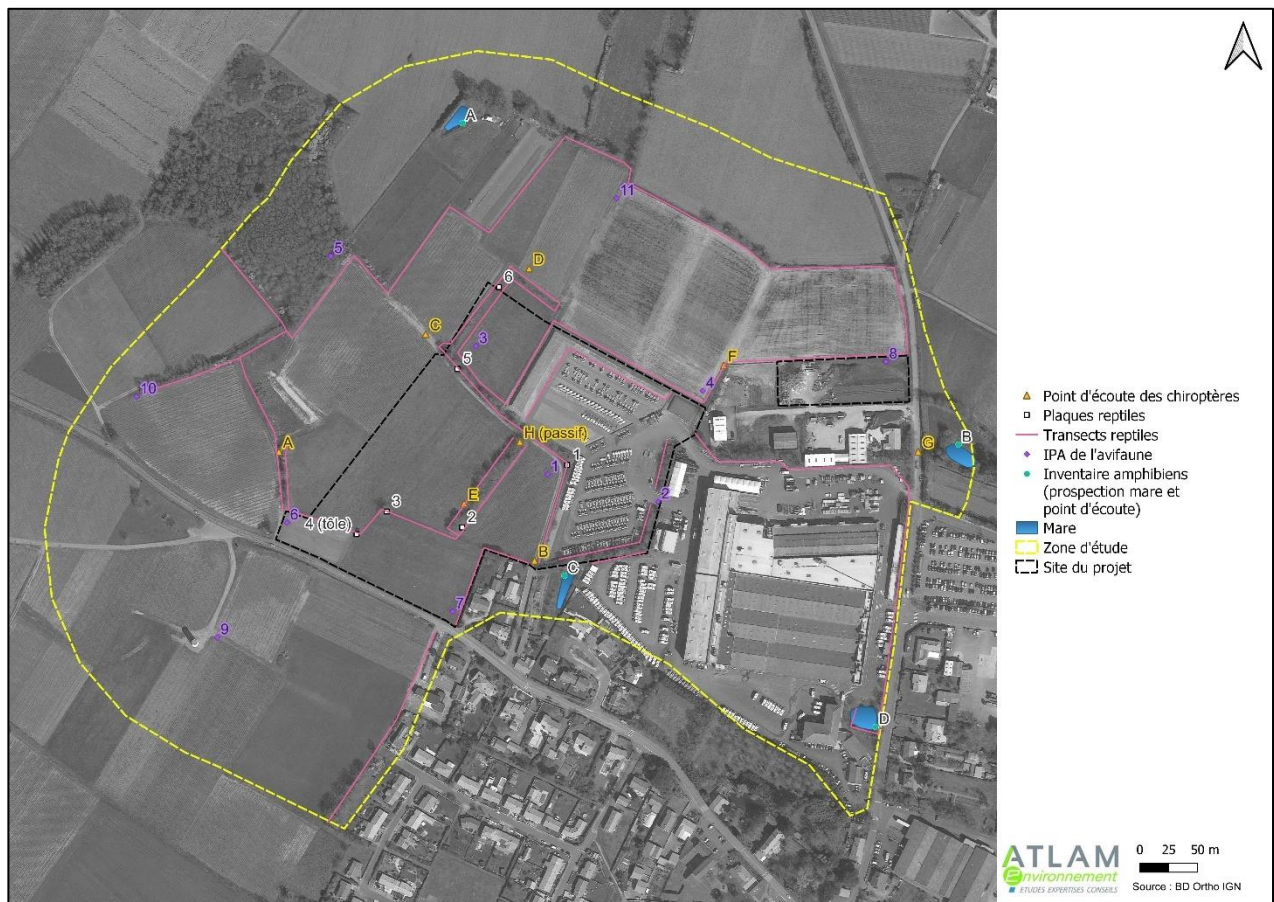 A
11
5
D
6
C
3
5
F
4
8
10
A
H (passif)
G
B
1
1
2
3
E
6
4 (tôle)
2
B
C
7
9
D
Point d'écoute des chiroptères
Plaques reptiles
Transects reptiles
IPA de l'avifaune
Inventaire amphibiens
(prospection mare et
point d'écoute)
Mare
Zone d'étude
Site du projet
ATLAM
Environnement
ETUDES EXPERTISES CONSEILS
0 25 50 m
Source : BD Ortho IGN